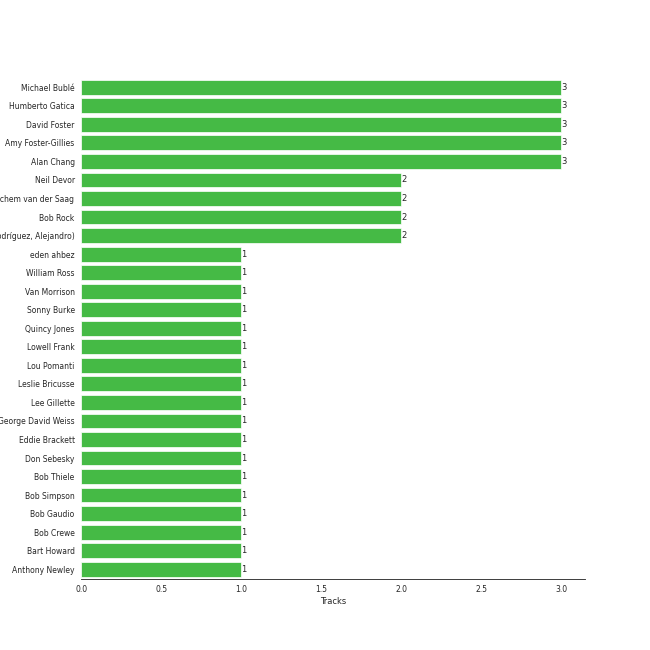 Michael Bublé 3
Humberto Gatica 3
David Foster 3
Amy Foster-Gillies 3
Alan Chang 3
Neil Devor 2
chem van der Saag 2
Bob Rock 2
dríguez, Alejandro) 2
eden ahbez 1
William Ross 1
Van Morrison 1
Sonny Burke 1
Quincy Jones 1
Lowell Frank 1
Lou Pomanti 1
Leslie Bricusse 1
Lee Gillette 1
George David Weiss 1
Eddie Brackett 1
Don Sebesky 1
Bob Thiele 1
Bob Simpson 1
Bob Gaudio 1
Bob Crewe 1
Bart Howard 1
Anthony Newley 1
0.0 0.5 1.0 1.5 2.0 2.5 3.0
Tracks